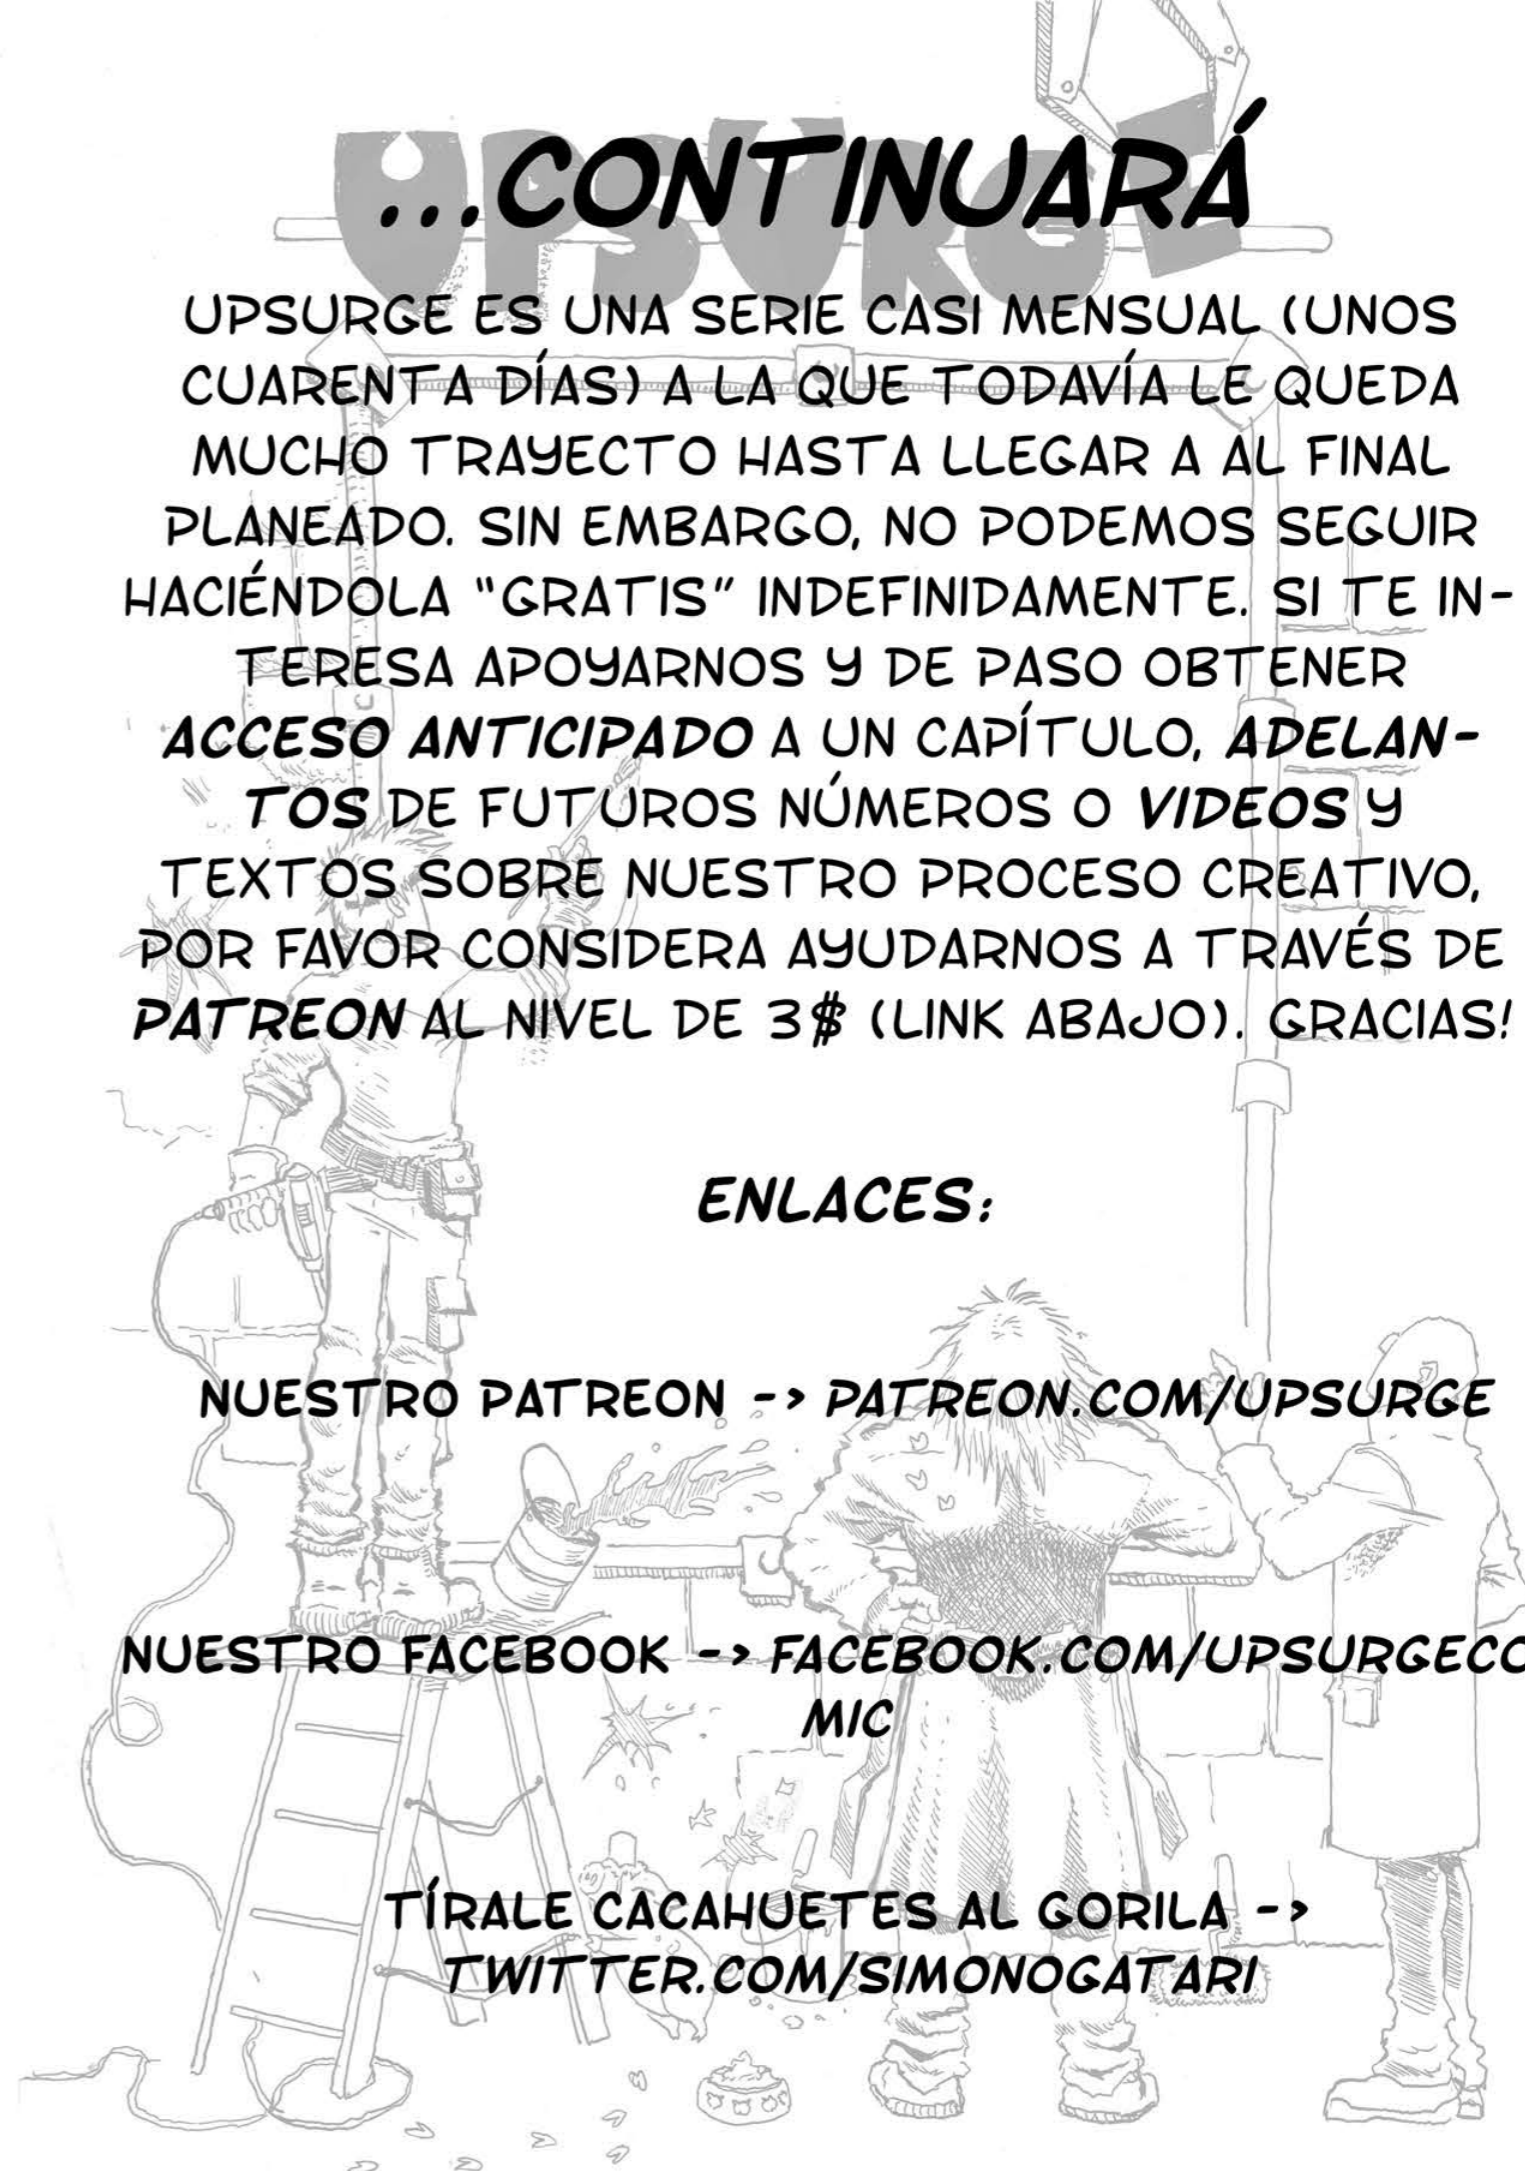 UPSURGE
...CONTINUARÁ
UPSURGE ES UNA SERIE CASI MENSUAL (UNOS
CUARENTA DÍAS) A LA QUE TODAVÍA LE QUEDA
MUCHO TRAYECTO HASTA LLEGAR A AL FINAL
PLANEADO. SIN EMBARGO, NO PODEMOS SEGUIR
HACIÉNDOLA "GRATIS" INDEFINIDAMENTE. SI TE IN-
TERESA APOYARNOS Y DE PASO OBTENER
ACCESO ANTICIPADO A UN CAPÍTULO, ADELAN-
TOS DE FUTUROS NÚMEROS O VIDEOS Y
TEXTOS SOBRE NUESTRO PROCESO CREATIVO,
POR FAVOR CONSIDERA AYUDARNOS A TRAVÉS DE
PATREON AL NIVEL DE 3$ (LINK ABAJO). GRACIAS!
ENLACES:
NUESTRO PATREON -> PATREON.COM/UPSURGE
NUESTRO FACEBOOK -> FACEBOOK.COM/UPSURGECO
MIC
TÍRALE CACAHUETES AL GORILA ->
TWITTER.COM/SIMONOGATARI